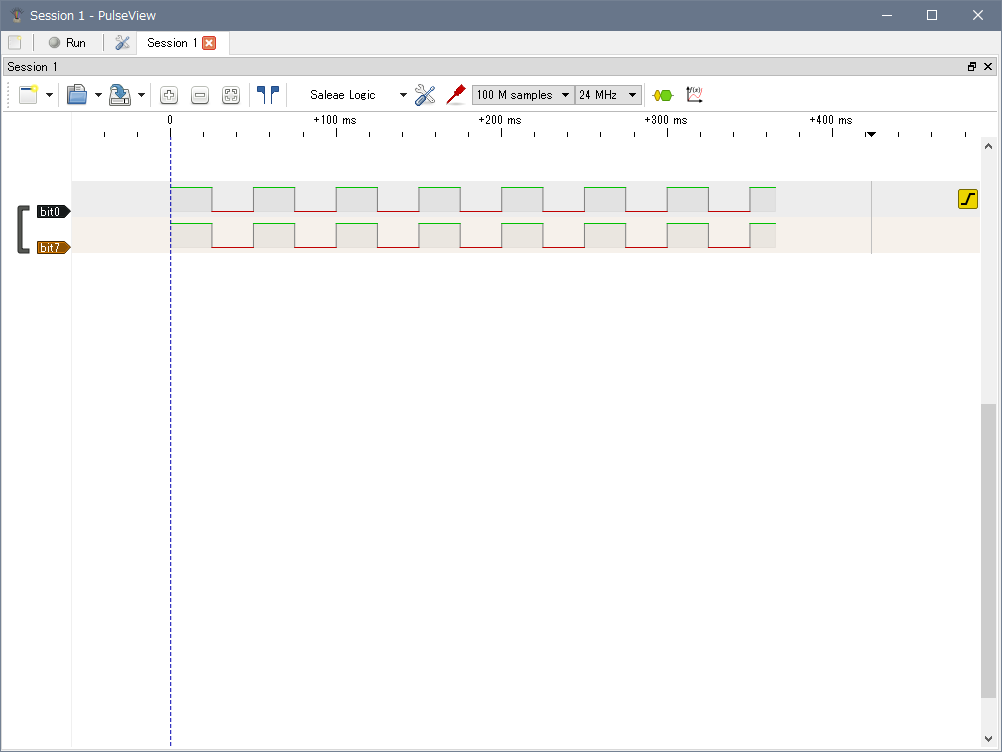 Session 1 - PulseView
Run
Session 1
Session 1
Saleae Logic
100 M samples
24 MHz
f(x)
0 +100 ms +200 ms +300 ms +400 ms
bit0
bit7